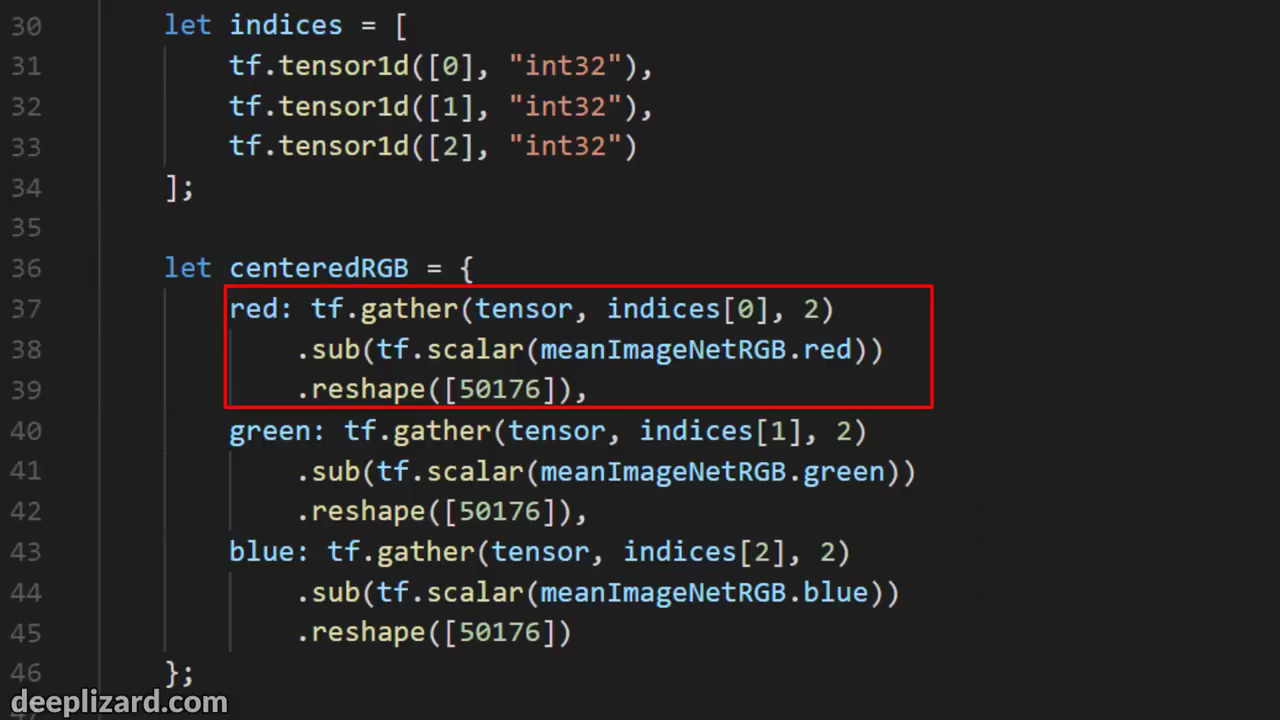 30 let indices = [
31 tf.tensor1d([0], "int32"),
32 tf.tensor1d([1], "int32"),
33 tf.tensor1d([2], "int32")
34 ];
35
36 let centeredRGB = {
37 red: tf.gather(tensor, indices[0], 2)
38 .sub(tf.scalar(meanImageNetRGB.red))
39 .reshape([50176]),
40 green: tf.gather(tensor, indices[1], 2)
41 .sub(tf.scalar(meanImageNetRGB.green))
42 .reshape([50176]),
43 blue: tf.gather(tensor, indices[2], 2)
44 .sub(tf.scalar(meanImageNetRGB.blue))
45 .reshape([50176])
46 };
deeplizard.com